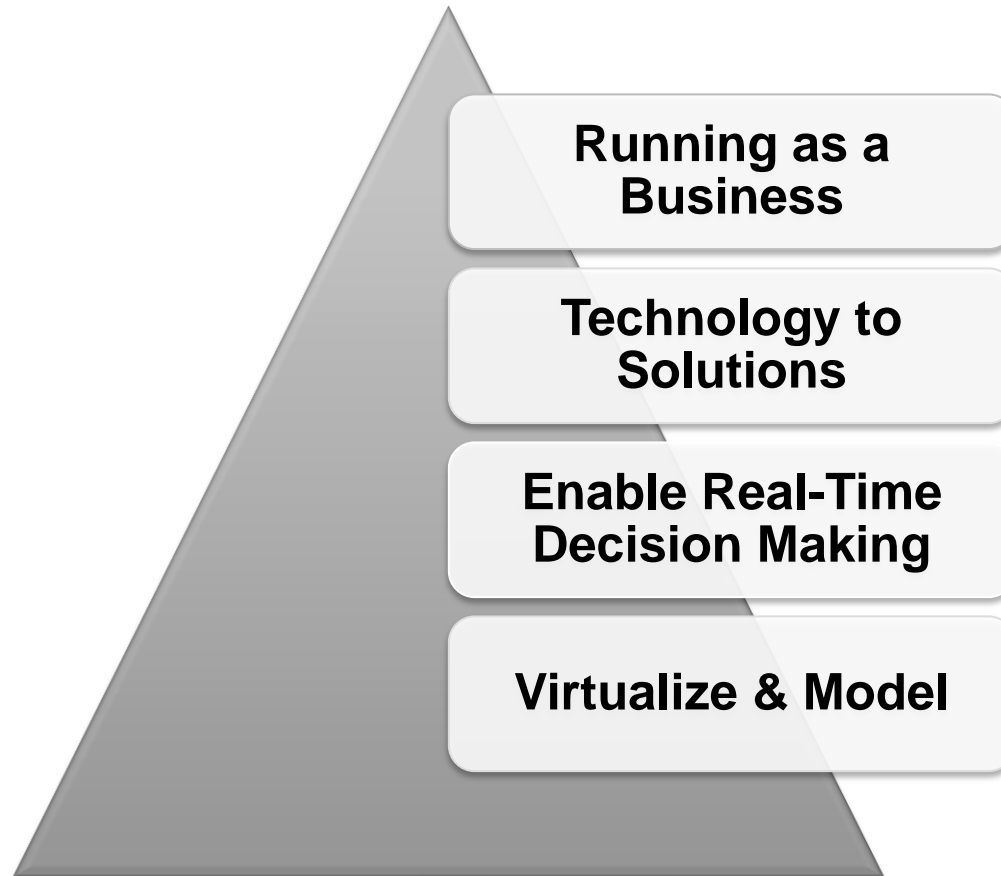 Running as a
Business
Technology to
Solutions
Enable Real-Time
Decision Making
Virtualize & Model